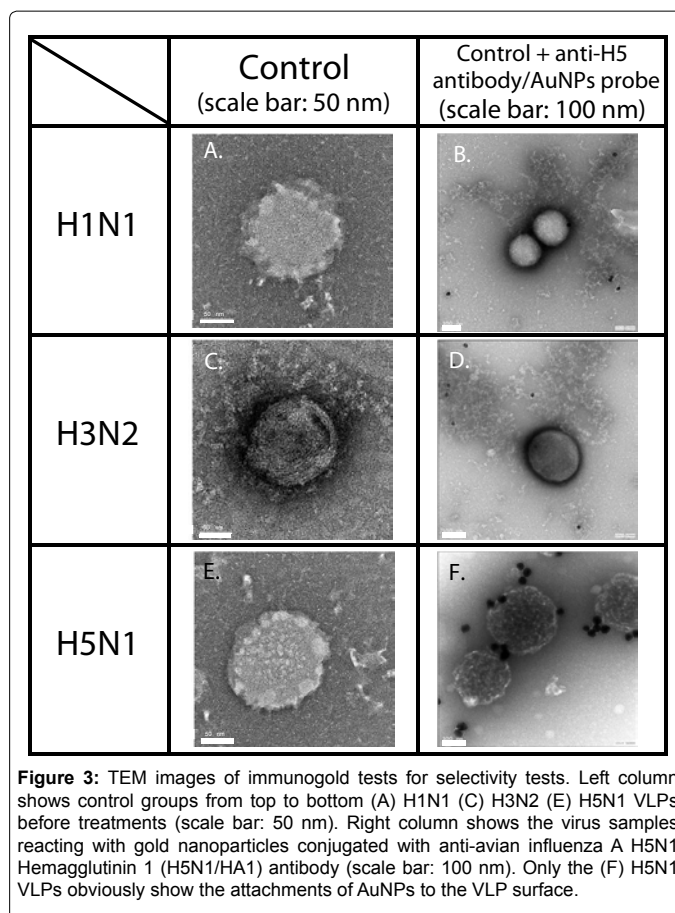 Control
(scale bar: 50 nm)
Control + anti-H5
antibody/AuNPs probe
(scale bar: 100 nm)
H1N1
A.
50 nm
B.
H3N2
C.
D.
H5N1
E.
50 nm
F.
Figure 3: TEM images of immunogold tests for selectivity tests. Left column
shows control groups from top to bottom (A) H1N1 (C) H3N2 (E) H5N1 VLPs
before treatments (scale bar: 50 nm). Right column shows the virus samples
reacting with gold nanoparticles conjugated with anti-avian influenza A H5N1
Hemagglutinin 1 (H5N1/HA1) antibody (scale bar: 100 nm). Only the (F) H5N1
VLPs obviously show the attachments of AuNPs to the VLP surface.